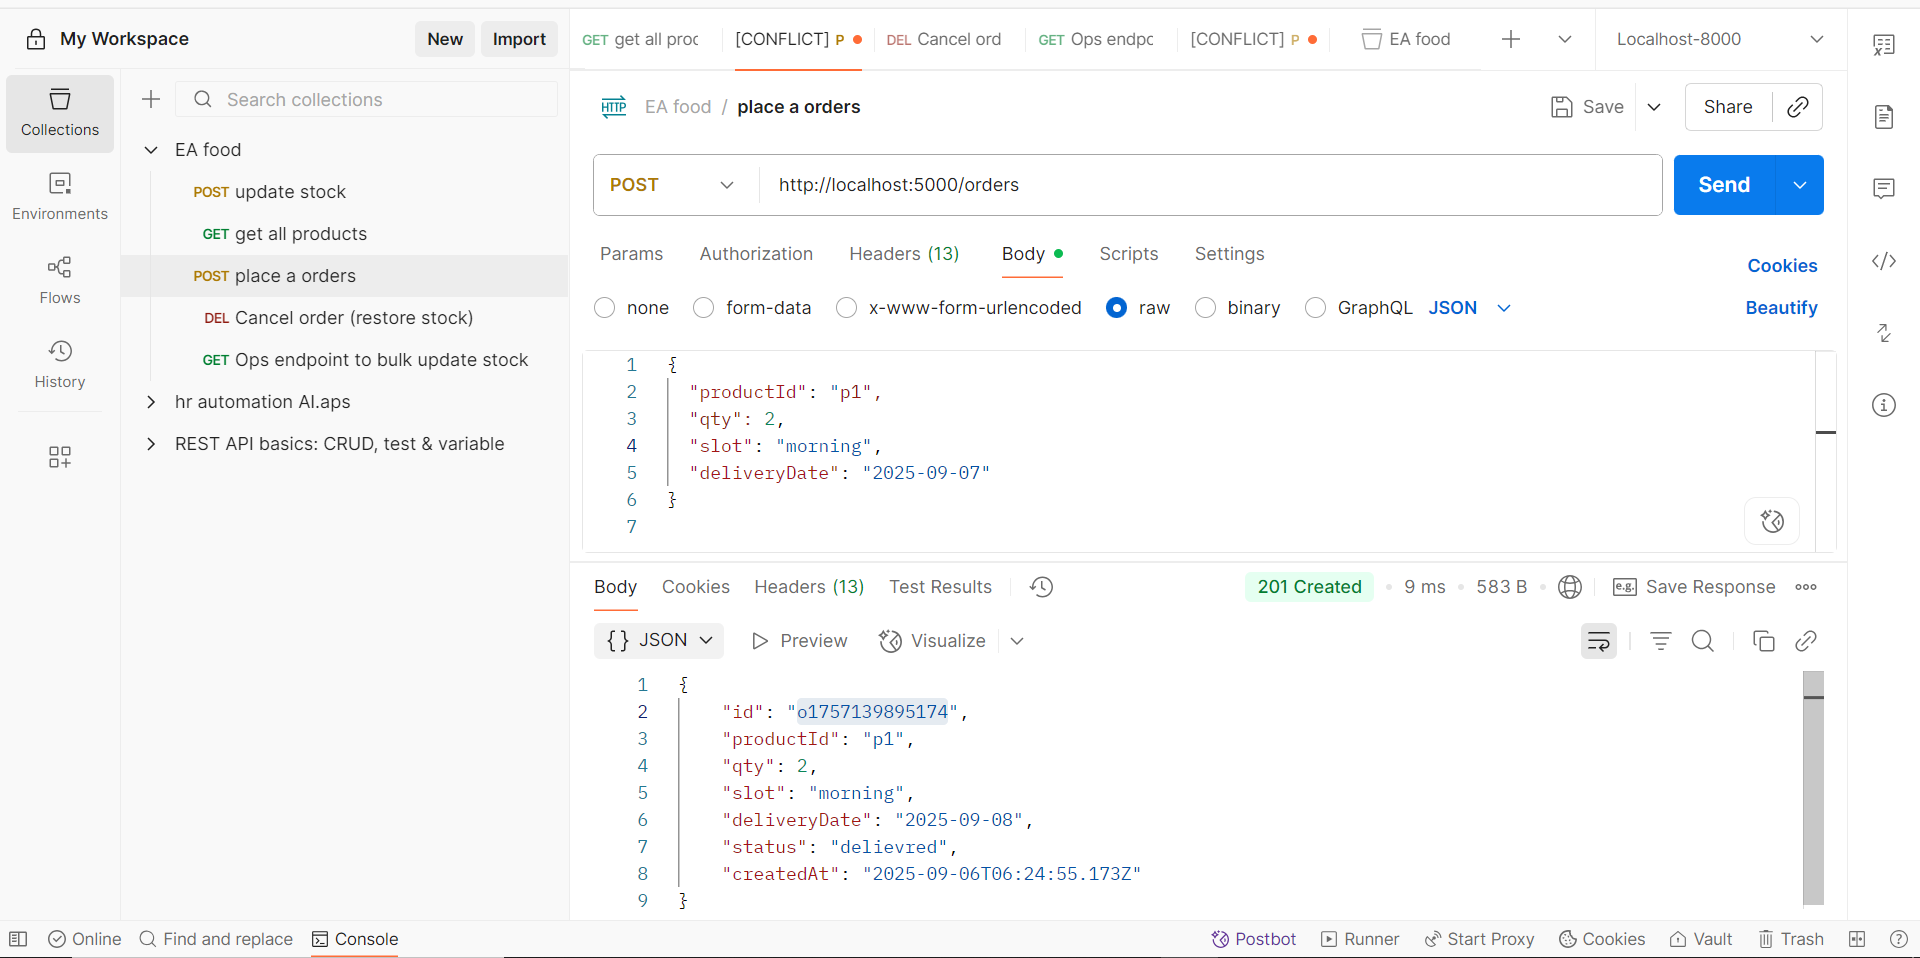 My Workspace
New
Import
GET get all proc
[CONFLICT] P
DEL Cancel ord
GET Ops endpc
[CONFLICT] P
EA food
Localhost-8000
Collections
Environments
Flows
History
Search collections
EA food
POST update stock
GET get all products
POST place a orders
DEL Cancel order (restore stock)
GET Ops endpoint to bulk update stock
hr automation AI.aps
REST API basics: CRUD, test & variable
HTTP EA food / place a orders
Save
Share
POST http://localhost:5000/orders
Send
Params Authorization Headers (13) Body Scripts Settings
Cookies
none form-data x-www-form-urlencoded raw binary GraphQL JSON
Beautify
1 {
2 "productId": "p1",
3 "qty": 2,
4 "slot": "morning",
5 "deliveryDate": "2025-09-07"
6 }
7
Body Cookies Headers (13) Test Results
201 Created • 9 ms • 583 B •
e.g. Save Response
{} JSON Preview Visualize
1 {
2 "id": "o1757139895174",
3 "productId": "p1",
4 "qty": 2,
5 "slot": "morning",
6 "deliveryDate": "2025-09-08",
7 "status": "delievred",
8 "createdAt": "2025-09-06T06:24:55.173Z"
9 }
Online Find and replace Console
Postbot Runner Start Proxy Cookies Vault Trash